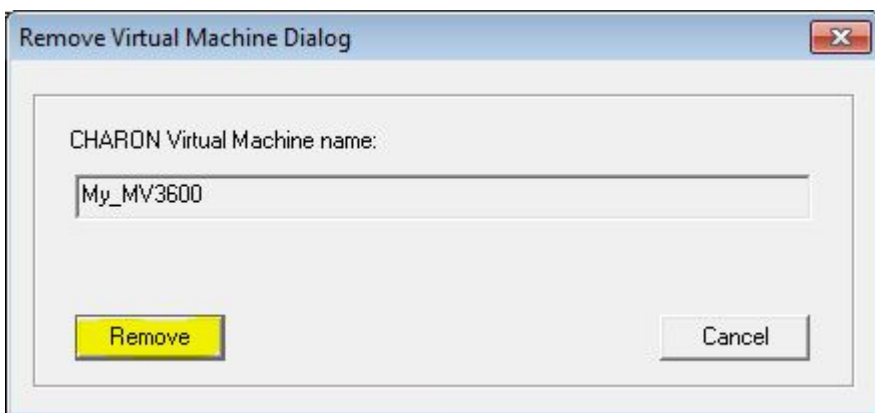 Remove Virtual Machine Dialog
CHARON Virtual Machine name:
My_MV3600
Remove
Cancel